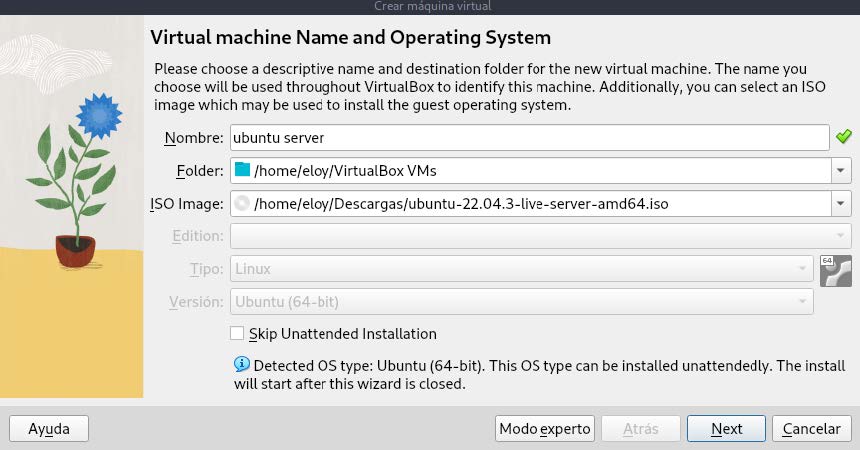 Crear máquina virtual
Virtual machine Name and Operating System
Please choose a descriptive name and destination folder for the new virtual machine. The name you
choose will be used throughout VirtualBox to identify this machine. Additionally, you can select an ISO
image which may be used to install the guest operating system.
Nombre: ubuntu server
Folder: /home/eloy/VirtualBox VMs
ISO Image: /home/eloy/Descargas/ubuntu-22.04.3-live-server-amd64.iso
Edition:
Tipo: Linux 64
Versión: Ubuntu (64-bit)
Skip Unattended Installation
Detected OS type: Ubuntu (64-bit). This OS type can be installed unattendedly. The install
will start after this wizard is closed.
Ayuda Modo experto Atrás Next Cancelar